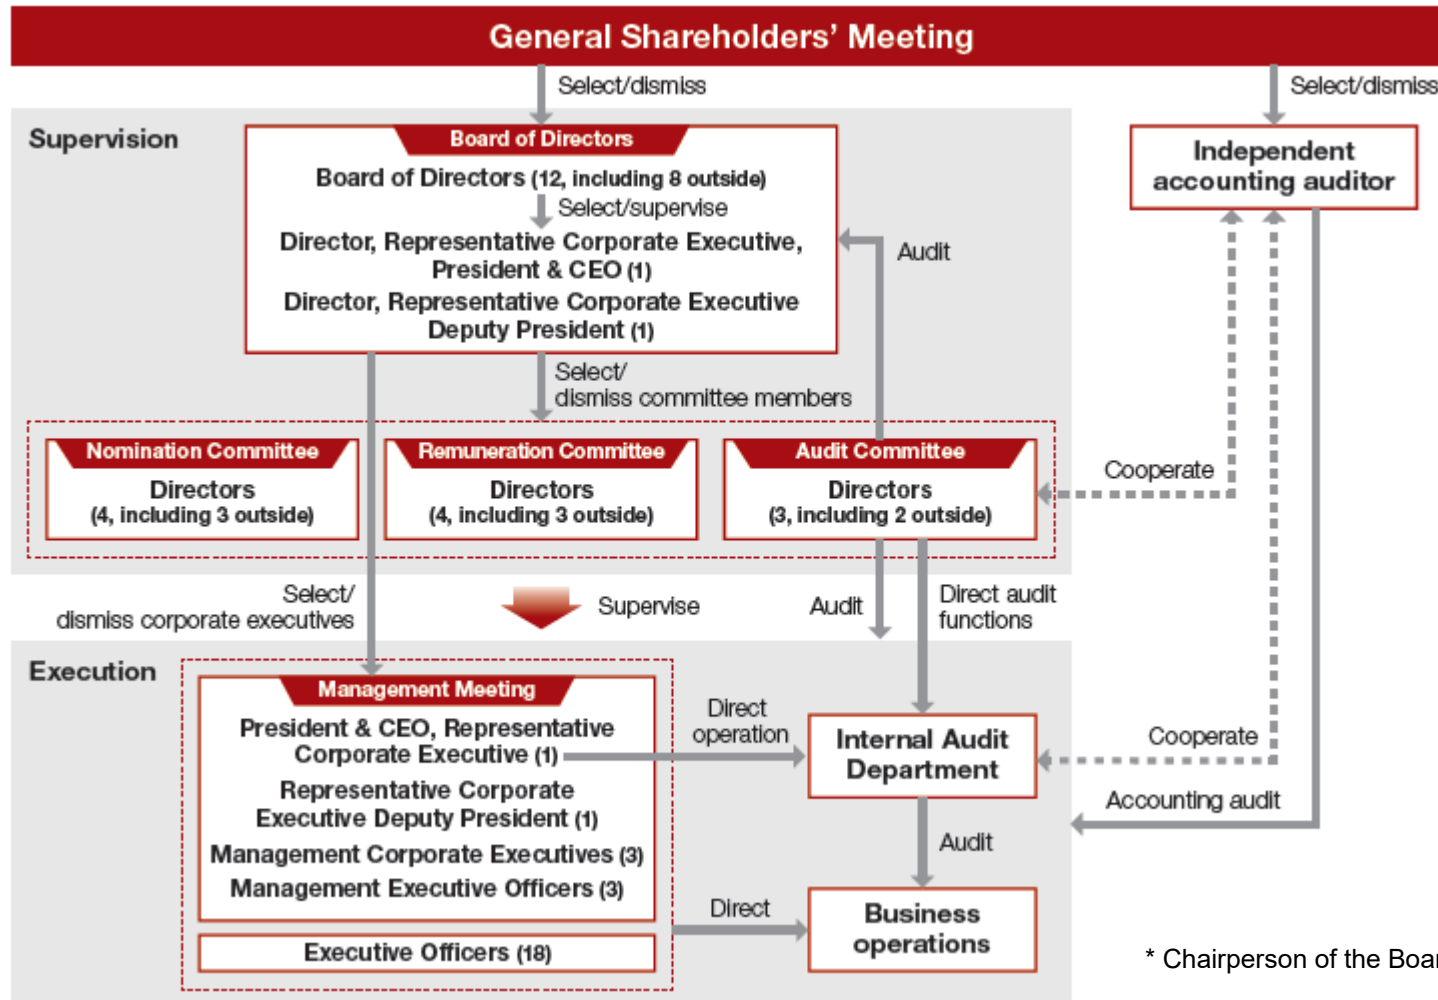 General Shareholders' Meeting
Select/dismiss
Select/dismiss
Supervision
Board of Directors
Board of Directors (12, including 8 outside)
Select/supervise
Director, Representative Corporate Executive,
President & CEO (1)
Director, Representative Corporate Executive
Deputy President (1)
Independent
accounting auditor
Audit
Select/
dismiss committee members
Nomination Committee
Directors
(4, including 3 outside)
Remuneration Committee
Directors
(4, including 3 outside)
Audit Committee
Directors
(3, including 2 outside)
Cooperate
Select/
dismiss corporate executives
Supervise
Audit
Direct audit
functions
Execution
Management Meeting
President & CEO, Representative
Corporate Executive (1)
Representative Corporate
Executive Deputy President (1)
Management Corporate Executives (3)
Management Executive Officers (3)
Executive Officers (18)
Direct
operation
Internal Audit
Department
Cooperate
Accounting audit
Audit
Direct
Business
operations
* Chairperson of the Boar